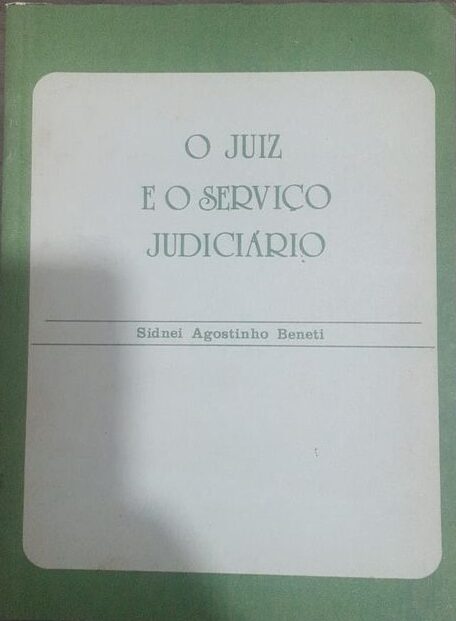 O JUIZ
E O SERVIÇO
JUDICIÁRIO
Sidnei Agostinho Beneti